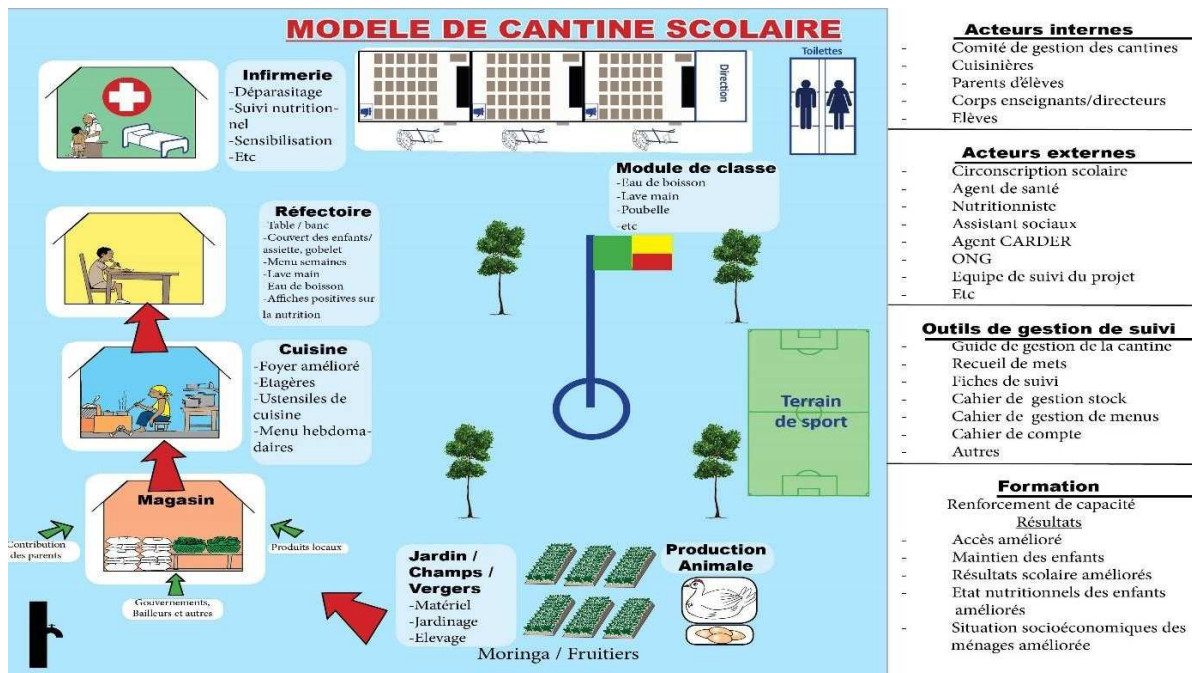 MODELE DE CANTINE SCOLAIRE
Infirmerie
-Déparasitage
-Suivi nutrition-
nel
-Sensibilisation
-Etc
Direction
Toilettes
Module de classe
-Eau de boisson
-Lave main
-Poubelle
-etc
Réfectoire
-Table / banc
-Couvert des enfants/
assiette, gobelet
-Menu semaines
-Lave main
Eau de boisson
-Affiches positives sur
la nutrition
Cuisine
-Foyer amélioré
-Etagères
-Ustensiles de
cuisine
-Menu hebdoma-
daires
Terrain
de sport
Magasin
Contribution
des parents
Produits locaux
Gouvernements,
Bailleurs et autres
Jardin /
Champs /
Vergers
-Matériel
-Jardinage
-Elevage
Production
Animale
Moringa / Fruitiers
Acteurs internes
- Comité de gestion des cantines
- Cuisinières
- Parents d'élèves
- Corps enseignants/directeurs
- Elèves
Acteurs externes
- Circonscription scolaire
- Agent de santé
- Nutritionniste
- Assistant sociaux
- Agent CARDER
- ONG
- Equipe de suivi du projet
- Etc
Outils de gestion de suivi
- Guide de gestion de la cantine
- Recueil de mets
- Fiches de suivi
- Cahier de gestion stock
- Cahier de gestion de menus
- Cahier de compte
- Autres
Formation
Renforcement de capacité
Résultats
- Accès amélioré
- Maintien des enfants
- Résultats scolaire améliorés
- Etat nutritionnels des enfants
améliorés
- Situation socioéconomiques des
ménages améliorée